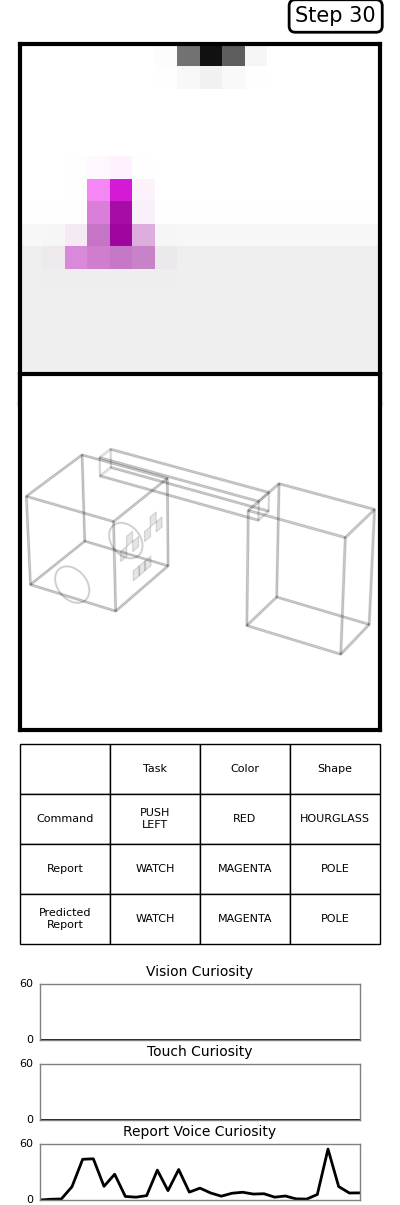 Step 30
Task Color Shape
Command PUSH LEFT RED HOURGLASS
Report WATCH MAGENTA POLE
Predicted Report WATCH MAGENTA POLE
Vision Curiosity
60
0
Touch Curiosity
60
0
Report Voice Curiosity
60
0